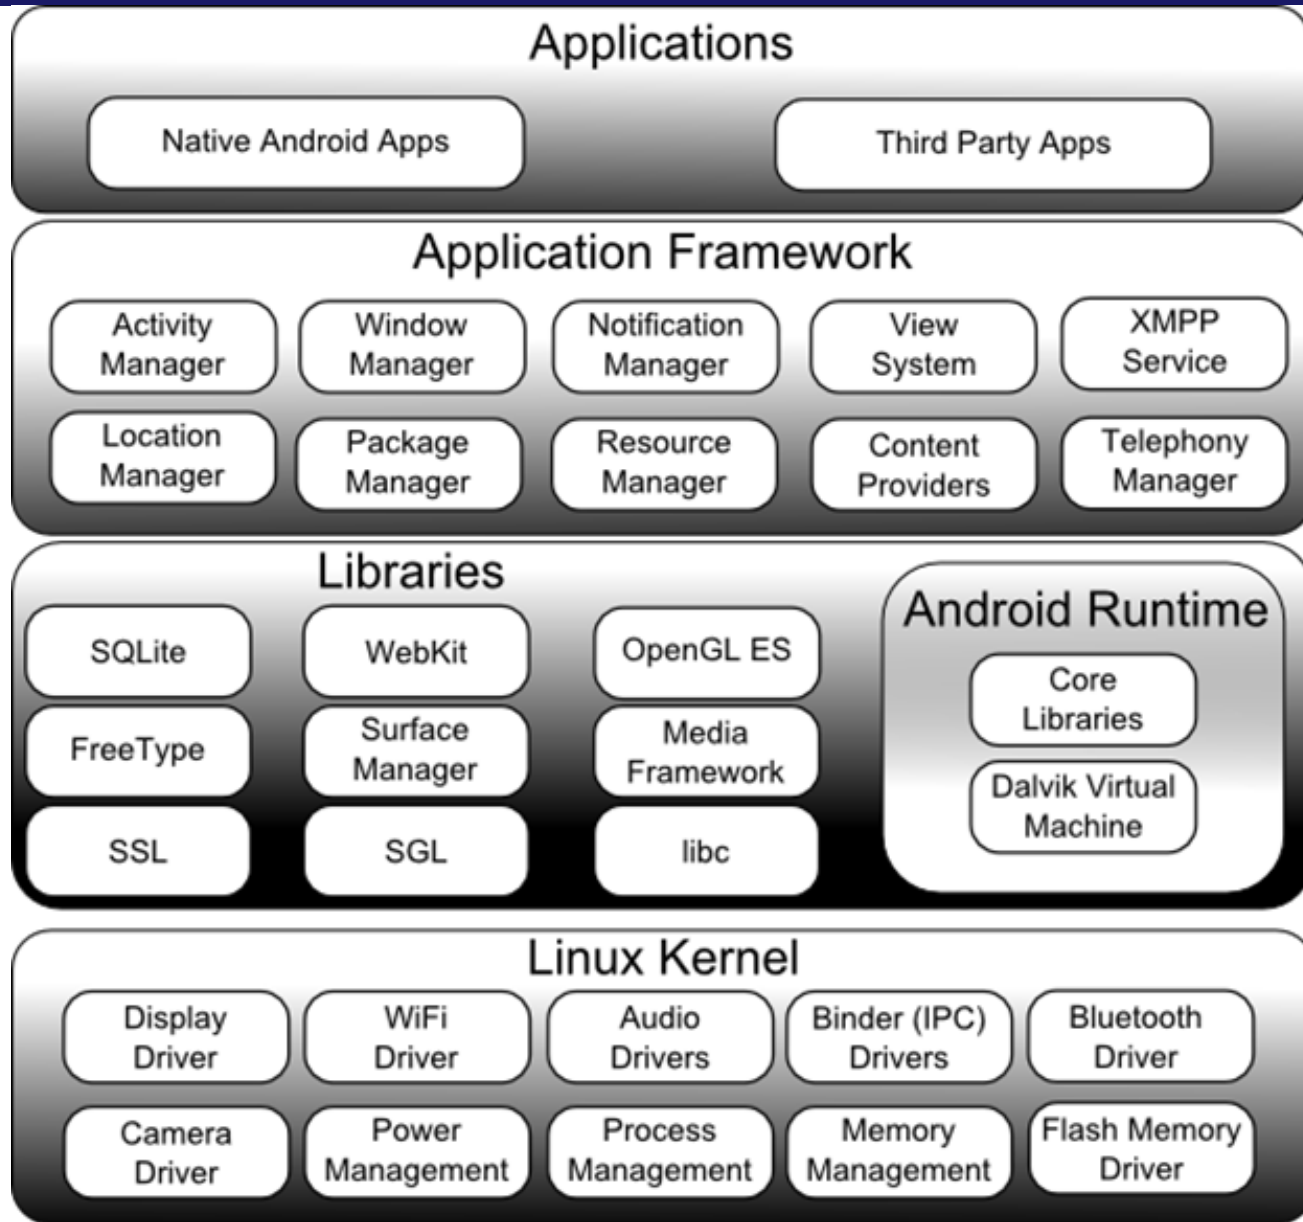 Applications
Native Android Apps
Third Party Apps
Application Framework
Activity
Manager
Window
Manager
Notification
Manager
View
System
XMPP
Service
Location
Manager
Package
Manager
Resource
Manager
Content
Providers
Telephony
Manager
Libraries
SQLite
WebKit
OpenGL ES
FreeType
Surface
Manager
Media
Framework
SSL
SGL
libc
Android Runtime
Core
Libraries
Dalvik Virtual
Machine
Linux Kernel
Display
Driver
WiFi
Driver
Audio
Drivers
Binder (IPC)
Drivers
Bluetooth
Driver
Camera
Driver
Power
Management
Process
Management
Memory
Management
Flash Memory
Driver